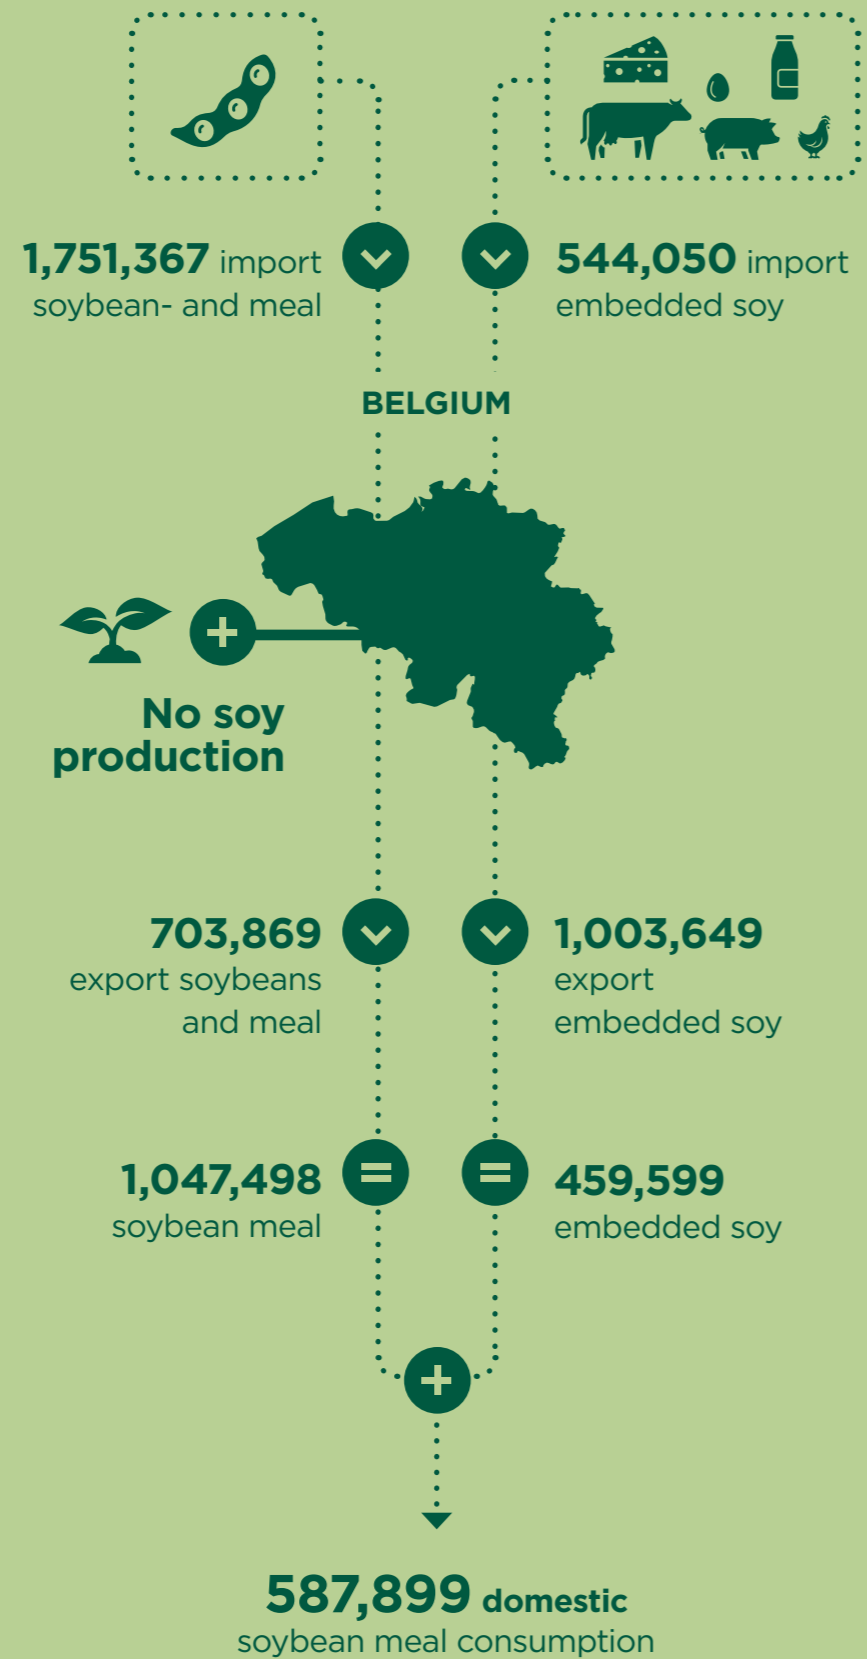 1,751,367 import
soybean- and meal
544,050 import
embedded soy
BELGIUM
No soy
production
703,869
export soybeans
and meal
1,003,649
export
embedded soy
1,047,498
soybean meal
459,599
embedded soy
587,899 domestic
soybean meal consumption